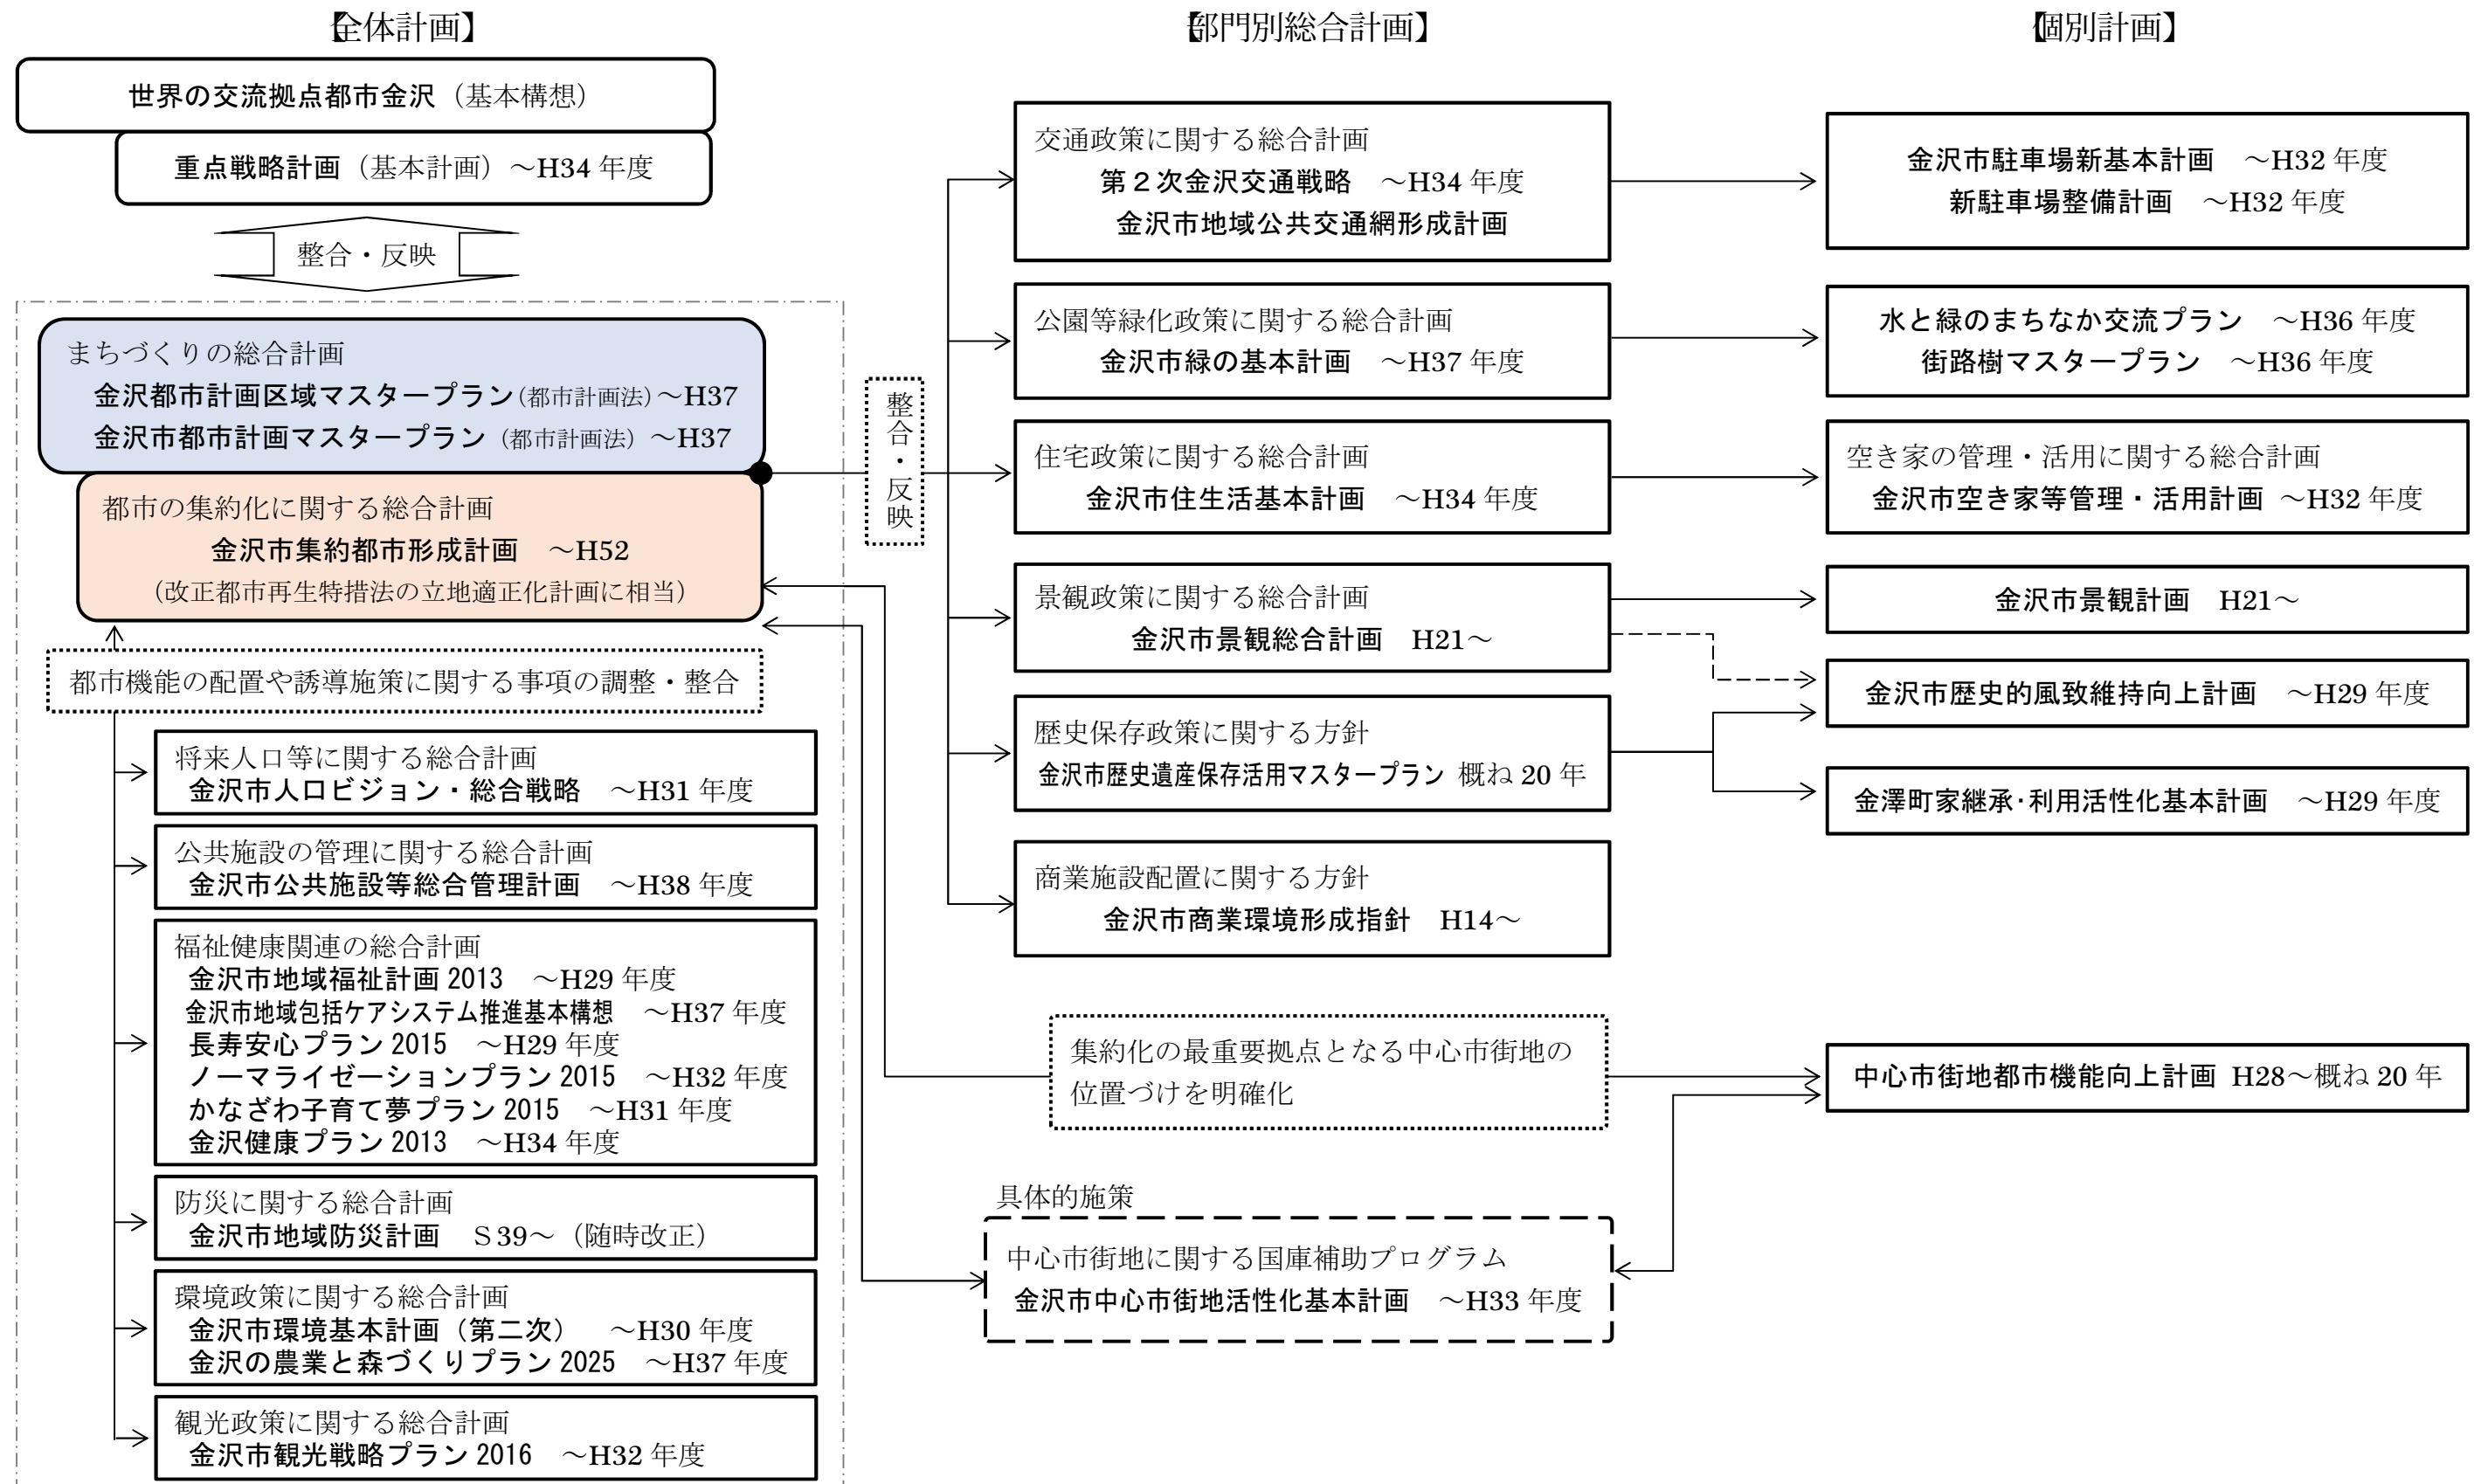 【全体計画】
世界の交流拠点都市金沢（基本構想）
重点戦略計画（基本計画）～H34 年度
整合・反映
まちづくりの総合計画
金沢都市計画区域マスタープラン(都市計画法)～H37
金沢市都市計画マスタープラン（都市計画法）～H37
都市の集約化に関する総合計画
金沢市集約都市形成計画　～H52
（改正都市再生特措法の立地適正化計画に相当）
都市機能の配置や誘導施策に関する事項の調整・整合
将来人口等に関する総合計画
金沢市人口ビジョン・総合戦略　～H31 年度
公共施設の管理に関する総合計画
金沢市公共施設等総合管理計画　～H38 年度
福祉健康関連の総合計画
金沢市地域福祉計画 2013　～H29 年度
金沢市地域包括ケアシステム推進基本構想　～H37 年度
長寿安心プラン 2015　～H29 年度
ノーマライゼーションプラン 2015　～H32 年度
かなざわ子育て夢プラン 2015　～H31 年度
金沢健康プラン 2013　～H34 年度
防災に関する総合計画
金沢市地域防災計画　Ｓ39～（随時改正）
環境政策に関する総合計画
金沢市環境基本計画（第二次）　～H30 年度
金沢の農業と森づくりプラン 2025　～H37 年度
観光政策に関する総合計画
金沢市観光戦略プラン 2016　～H32 年度
整合・反映
【部門別総合計画】
交通政策に関する総合計画
第２次金沢交通戦略　～H34 年度
金沢市地域公共交通網形成計画
公園等緑化政策に関する総合計画
金沢市緑の基本計画　～H37 年度
住宅政策に関する総合計画
金沢市住生活基本計画　～H34 年度
景観政策に関する総合計画
金沢市景観総合計画　H21～
歴史保存政策に関する方針
金沢市歴史遺産保存活用マスタープラン 概ね 20 年
商業施設配置に関する方針
金沢市商業環境形成指針　H14～
集約化の最重要拠点となる中心市街地の
位置づけを明確化
具体的施策
中心市街地に関する国庫補助プログラム
金沢市中心市街地活性化基本計画　～H33 年度
【個別計画】
金沢市駐車場新基本計画　～H32 年度
新駐車場整備計画　～H32 年度
水と緑のまちなか交流プラン　～H36 年度
街路樹マスタープラン　～H36 年度
空き家の管理・活用に関する総合計画
金沢市空き家等管理・活用計画 ～H32 年度
金沢市景観計画　H21～
金沢市歴史的風致維持向上計画　～H29 年度
金澤町家継承･利用活性化基本計画　～H29 年度
中心市街地都市機能向上計画 H28～概ね 20 年